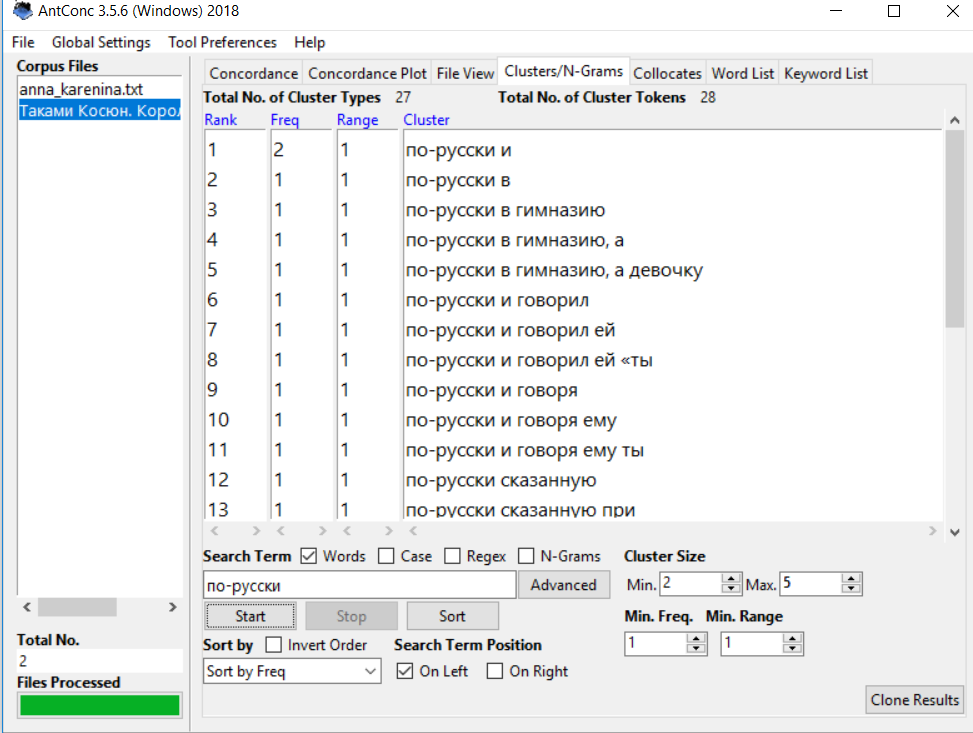 AntConc 3.5.6 (Windows) 2018
File Global Settings Tool Preferences Help
Corpus Files
anna_karenina.txt
Таками Косюн. Корол
Concordance Concordance Plot File View Clusters/N-Grams Collocates Word List Keyword List
Total No. of Cluster Types 27 Total No. of Cluster Tokens 28
Rank Freq Range Cluster
1 2 1 по-русски и
2 1 1 по-русски в
3 1 1 по-русски в гимназию
4 1 1 по-русски в гимназию, а
5 1 1 по-русски в гимназию, а девочку
6 1 1 по-русски и говорил
7 1 1 по-русски и говорил ей
8 1 1 по-русски и говорил ей «ты
9 1 1 по-русски и говоря
10 1 1 по-русски и говоря ему
11 1 1 по-русски и говоря ему ты
12 1 1 по-русски сказанную
13 1 1 по-русски сказанную при
Search Term Words Case Regex N-Grams Cluster Size
по-русски Advanced Min. 2 Max. 5
Start Stop Sort Min. Freq. Min. Range
Total No.
2
Sort by Invert Order Search Term Position 1 1
Files Processed
Sort by Freq On Left On Right
Clone Results